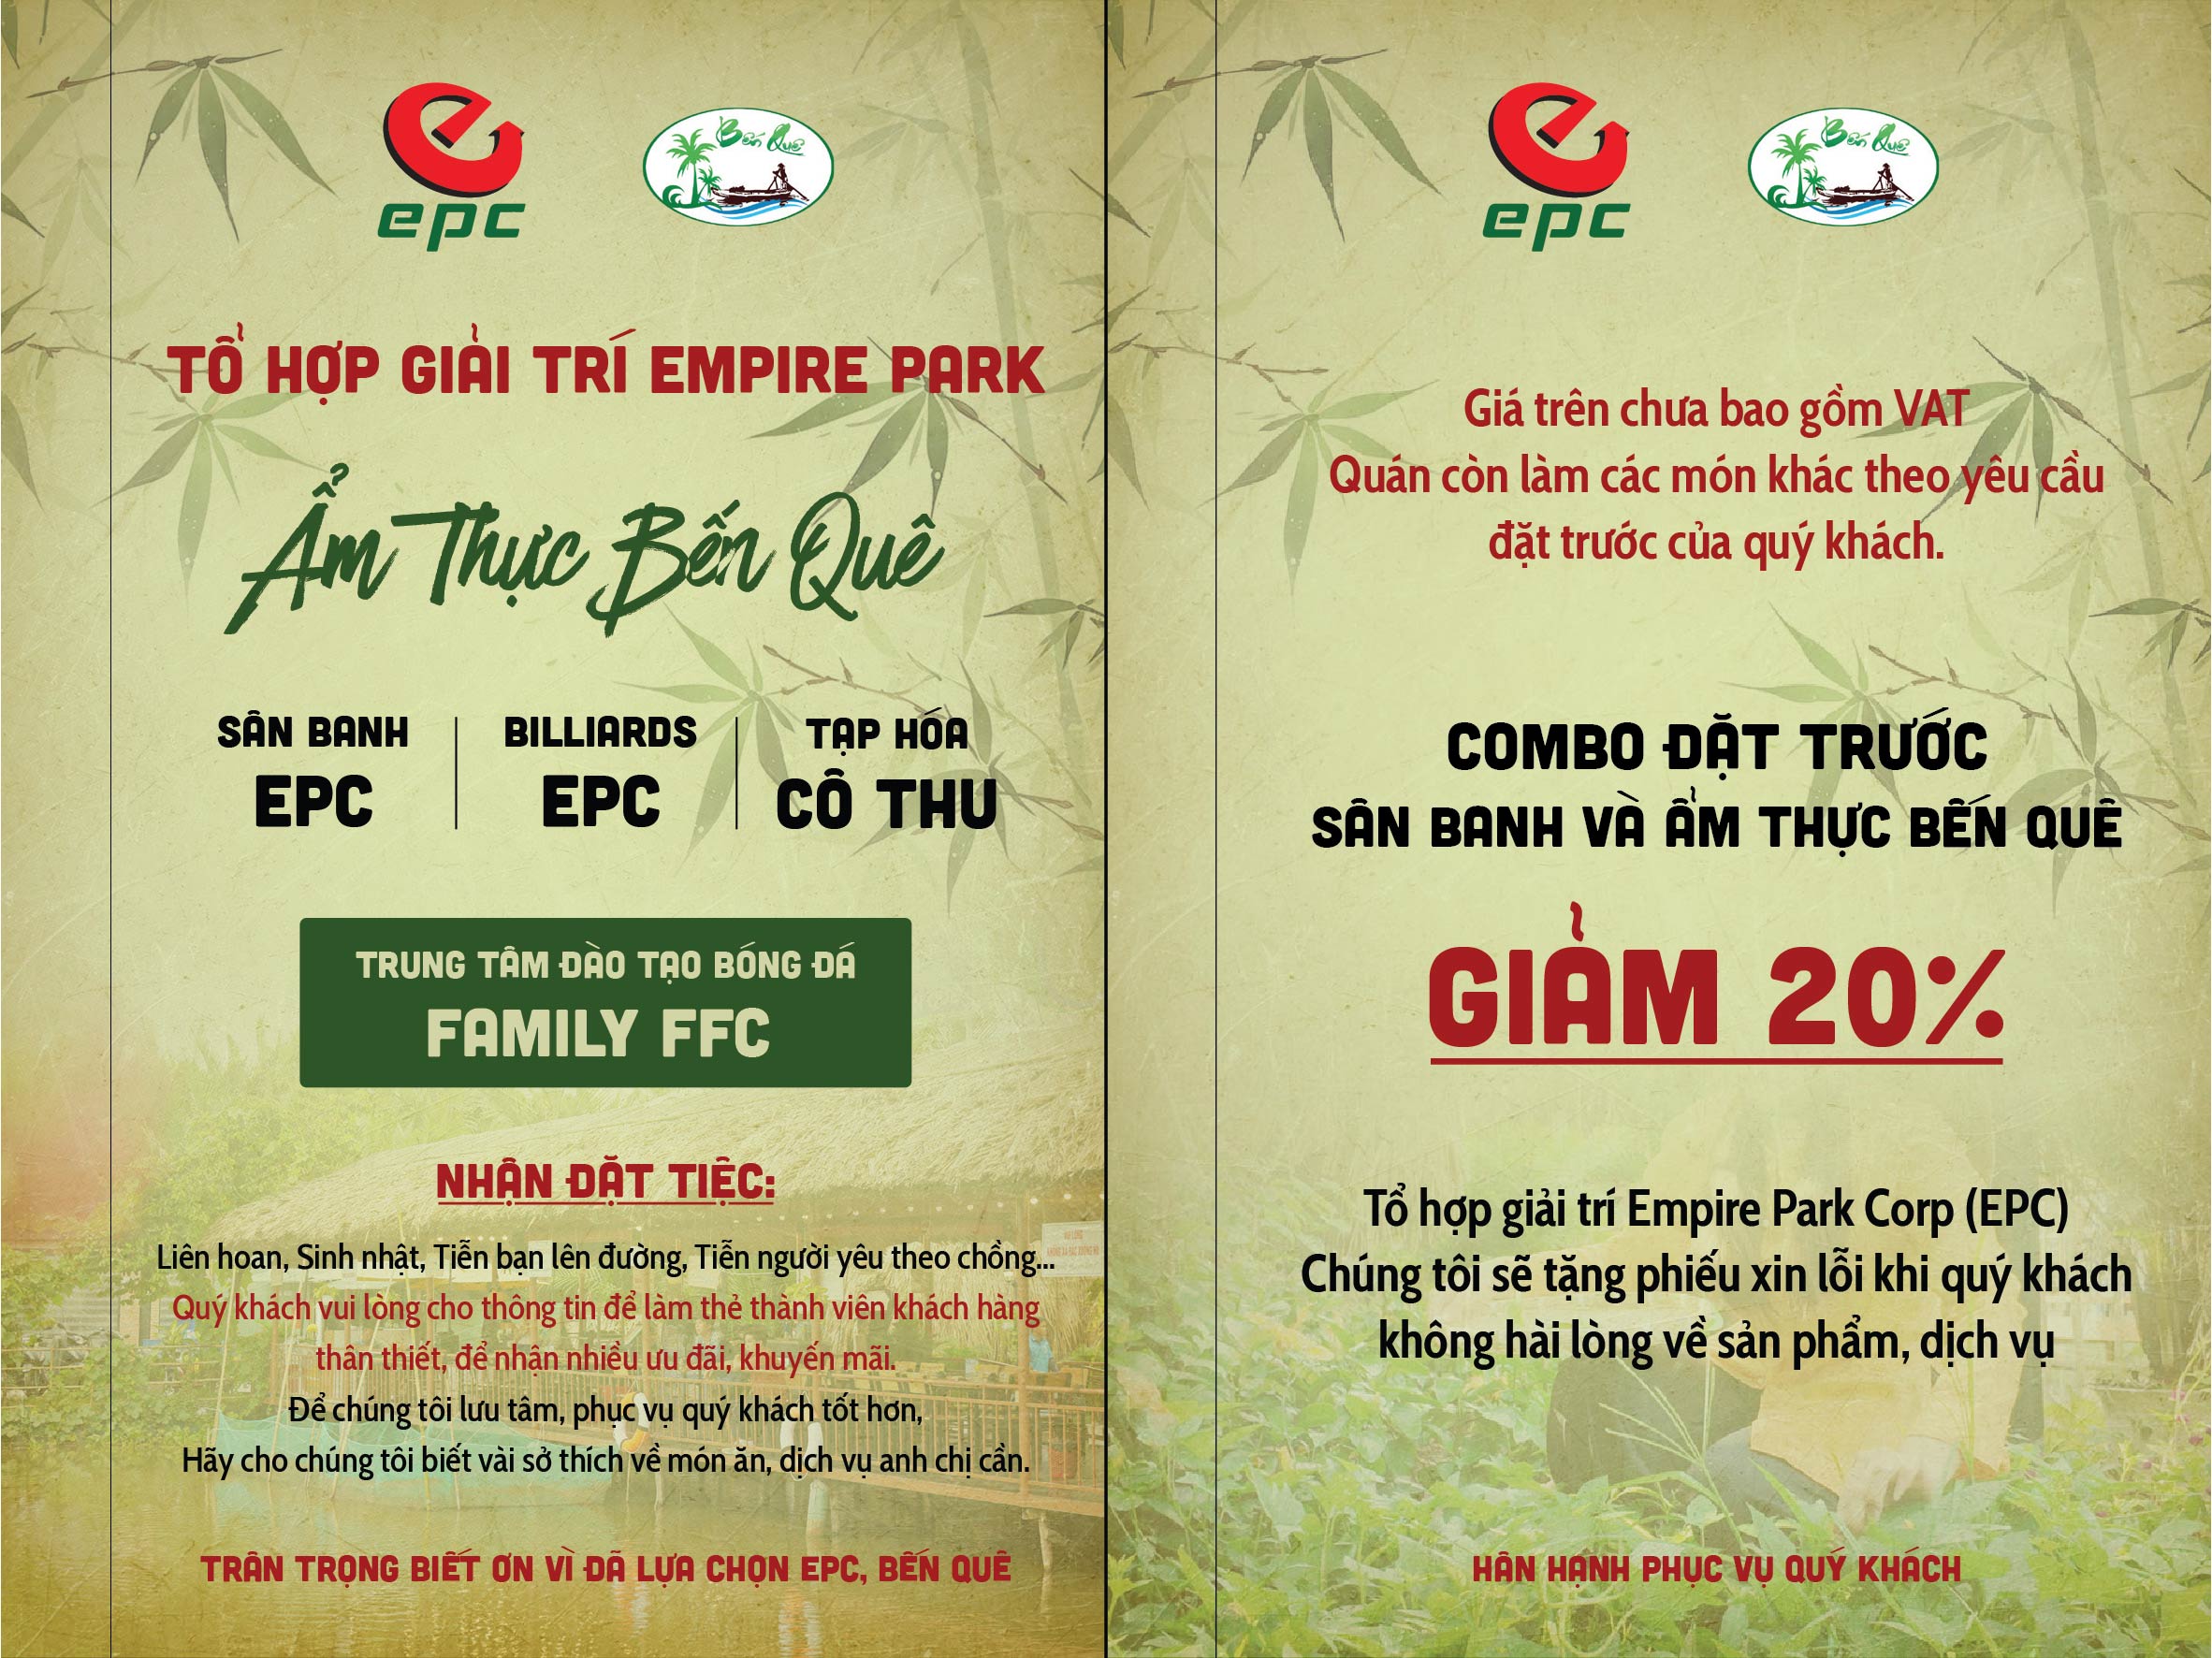 epc
Bến Quê
TỔ HỢP GIẢI TRÍ EMPIRE PARK
Ẩm Thực Bến Quê
SÂN BANH
EPC
BILLIARDS
EPC
TẠP HÓA
CÔ THU
TRUNG TÂM ĐÀO TẠO BÓNG ĐÁ
FAMILY FFC
NHẬN ĐẶT TIỆC:
Liên hoan, Sinh nhật, Tiễn bạn lên đường, Tiễn người yêu theo chồng...
Quý khách vui lòng cho thông tin để làm thẻ thành viên khách hàng
thân thiết, để nhận nhiều ưu đãi, khuyến mãi.
Để chúng tôi lưu tâm, phục vụ quý khách tốt hơn,
Hãy cho chúng tôi biết vài sở thích về món ăn, dịch vụ anh chị cần.
TRÂN TRỌNG BIẾT ƠN VÌ ĐÃ LỰA CHỌN EPC, BẾN QUÊ
epc
Bến Quê
Giá trên chưa bao gồm VAT
Quán còn làm các món khác theo yêu cầu
đặt trước của quý khách.
COMBO ĐẶT TRƯỚC
SÂN BANH VÀ ẨM THỰC BẾN QUÊ
GIẢM 20%
Tổ hợp giải trí Empire Park Corp (EPC)
Chúng tôi sẽ tặng phiếu xin lỗi khi quý khách
không hài lòng về sản phẩm, dịch vụ
HÂN HẠNH PHỤC VỤ QUÝ KHÁCH